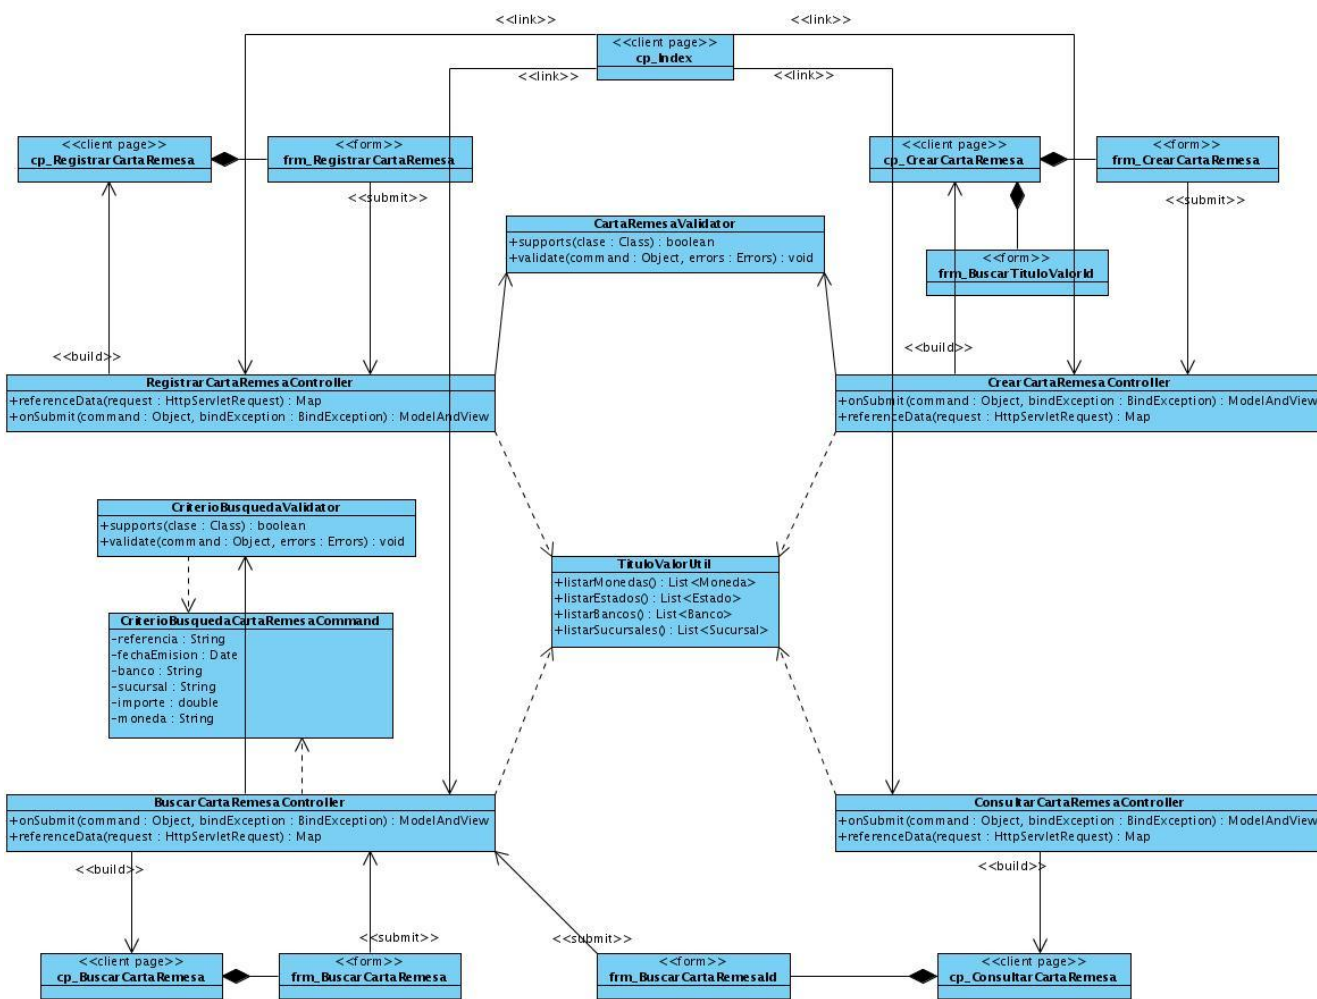 <<link>>
<<link>>
<<client page>>
cp_Index
<<link>>
<<link>>
<<client page>>
cp_RegistrarCartaRemesa
<<form>>
frm_RegistrarCartaRemesa
<<client page>>
cp_CrearCartaRemesa
<<form>>
frm_CrearCartaRemesa
<<submit>>
<<submit>>
CartaRemesaValidator
+supports(clase : Class) : boolean
+validate(command : Object, errors : Errors) : void
<<form>>
frm_BuscarTituloValorId
<<build>>
<<build>>
RegistrarCartaRemesaController
+referenceData(request : HttpServletRequest) : Map
+onSubmit(command : Object, bindException : BindException) : ModelAndView
CrearCartaRemesaController
+onSubmit(command : Object, bindException : BindException) : ModelAndView
+referenceData(request : HttpServletRequest) : Map
CriterioBusquedaValidator
+supports(clase : Class) : boolean
+validate(command : Object, errors : Errors) : void
TituloValorUtil
+listarMonedas() : List<Moneda>
+listarEstados() : List<Estado>
+listarBancos() : List<Banco>
+listarSucursales() : List<Sucursal>
CriterioBusquedaCartaRemesaCommand
-referencia : String
-fechaEmision : Date
-banco : String
-sucursal : String
-importe : double
-moneda : String
BuscarCartaRemesaController
+onSubmit(command : Object, bindException : BindException) : ModelAndView
+referenceData(request : HttpServletRequest) : Map
ConsultarCartaRemesaController
+onSubmit(command : Object, bindException : BindException) : ModelAndView
+referenceData(request : HttpServletRequest) : Map
<<build>>
<<build>>
<<submit>>
<<submit>>
<<client page>>
cp_BuscarCartaRemesa
<<form>>
frm_BuscarCartaRemesa
<<form>>
frm_BuscarCartaRemesaId
<<client page>>
cp_ConsultarCartaRemesa